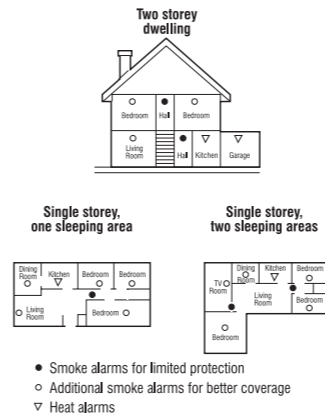 Two storey
dwelling
Bedroom Hall Bedroom
Living
Room
Hall Kitchen Garage
Single storey,
one sleeping area
Dining
Room
Kitchen Bedroom Bedroom
Living
Room
Bedroom
Single storey,
two sleeping areas
Dining
Room
Kitchen Bedroom
TV
Room
Living
Room
Bedroom
Bedroom
Smoke alarms for limited protection
Additional smoke alarms for better coverage
Heat alarms